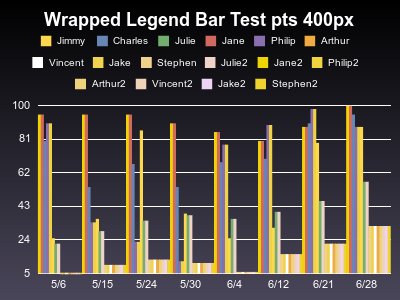 Wrapped Legend Bar Test pts 400px
Jimmy Charles Julie Jane Philip Arthur
Vincent Jake Stephen Julie2 Jane2 Philip2
Arthur2 Vincent2 Jake2 Stephen2
100
81
62
43
24
5
5/6 5/15 5/24 5/30 6/4 6/12 6/21 6/28